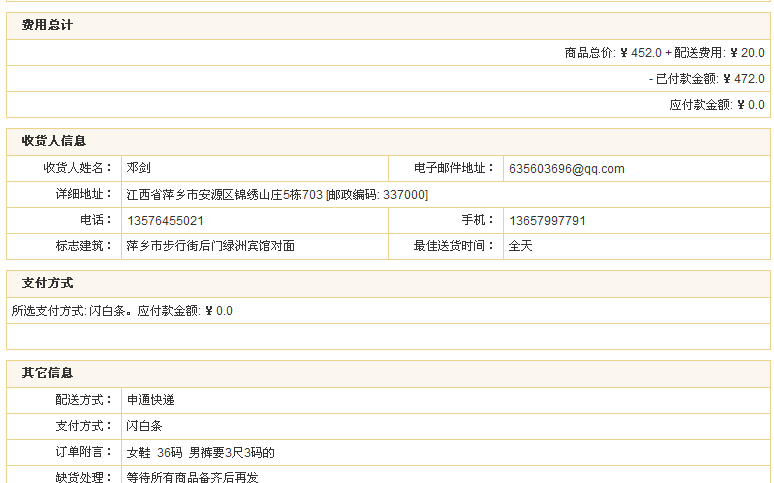 费用总计
商品总价: ¥ 452.0 + 配送费用: ¥ 20.0
- 已付款金额: ¥ 472.0
应付款金额: ¥ 0.0
收货人信息
收货人姓名： 邓剑 电子邮件地址： 635603696@qq.com
详细地址： 江西省萍乡市安源区锦绣山庄5栋703 [邮政编码: 337000]
电话： 13576455021 手机： 13657997791
标志建筑： 萍乡市步行街后门绿洲宾馆对面 最佳送货时间： 全天
支付方式
所选支付方式: 闪白条。应付款金额: ¥ 0.0
其它信息
配送方式： 申通快递
支付方式： 闪白条
订单附言： 女鞋 36码 男裤要3尺3码的
缺货处理： 等待所有商品备齐后再发